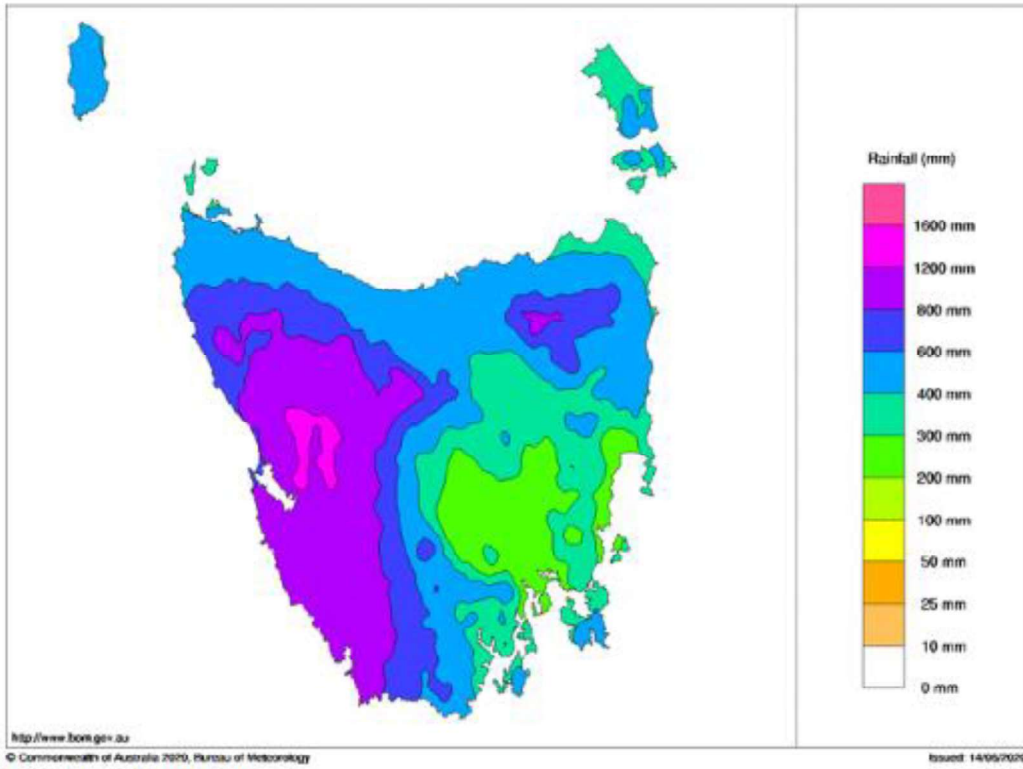 Rainfall (mm)
1600 mm
1200 mm
800 mm
600 mm
400 mm
300 mm
200 mm
100 mm
50 mm
25 mm
10 mm
0 mm
http://www.bom.gov.au
© Commonwealth of Australia 2020, Bureau of Meteorology
Issued: 14/05/2020